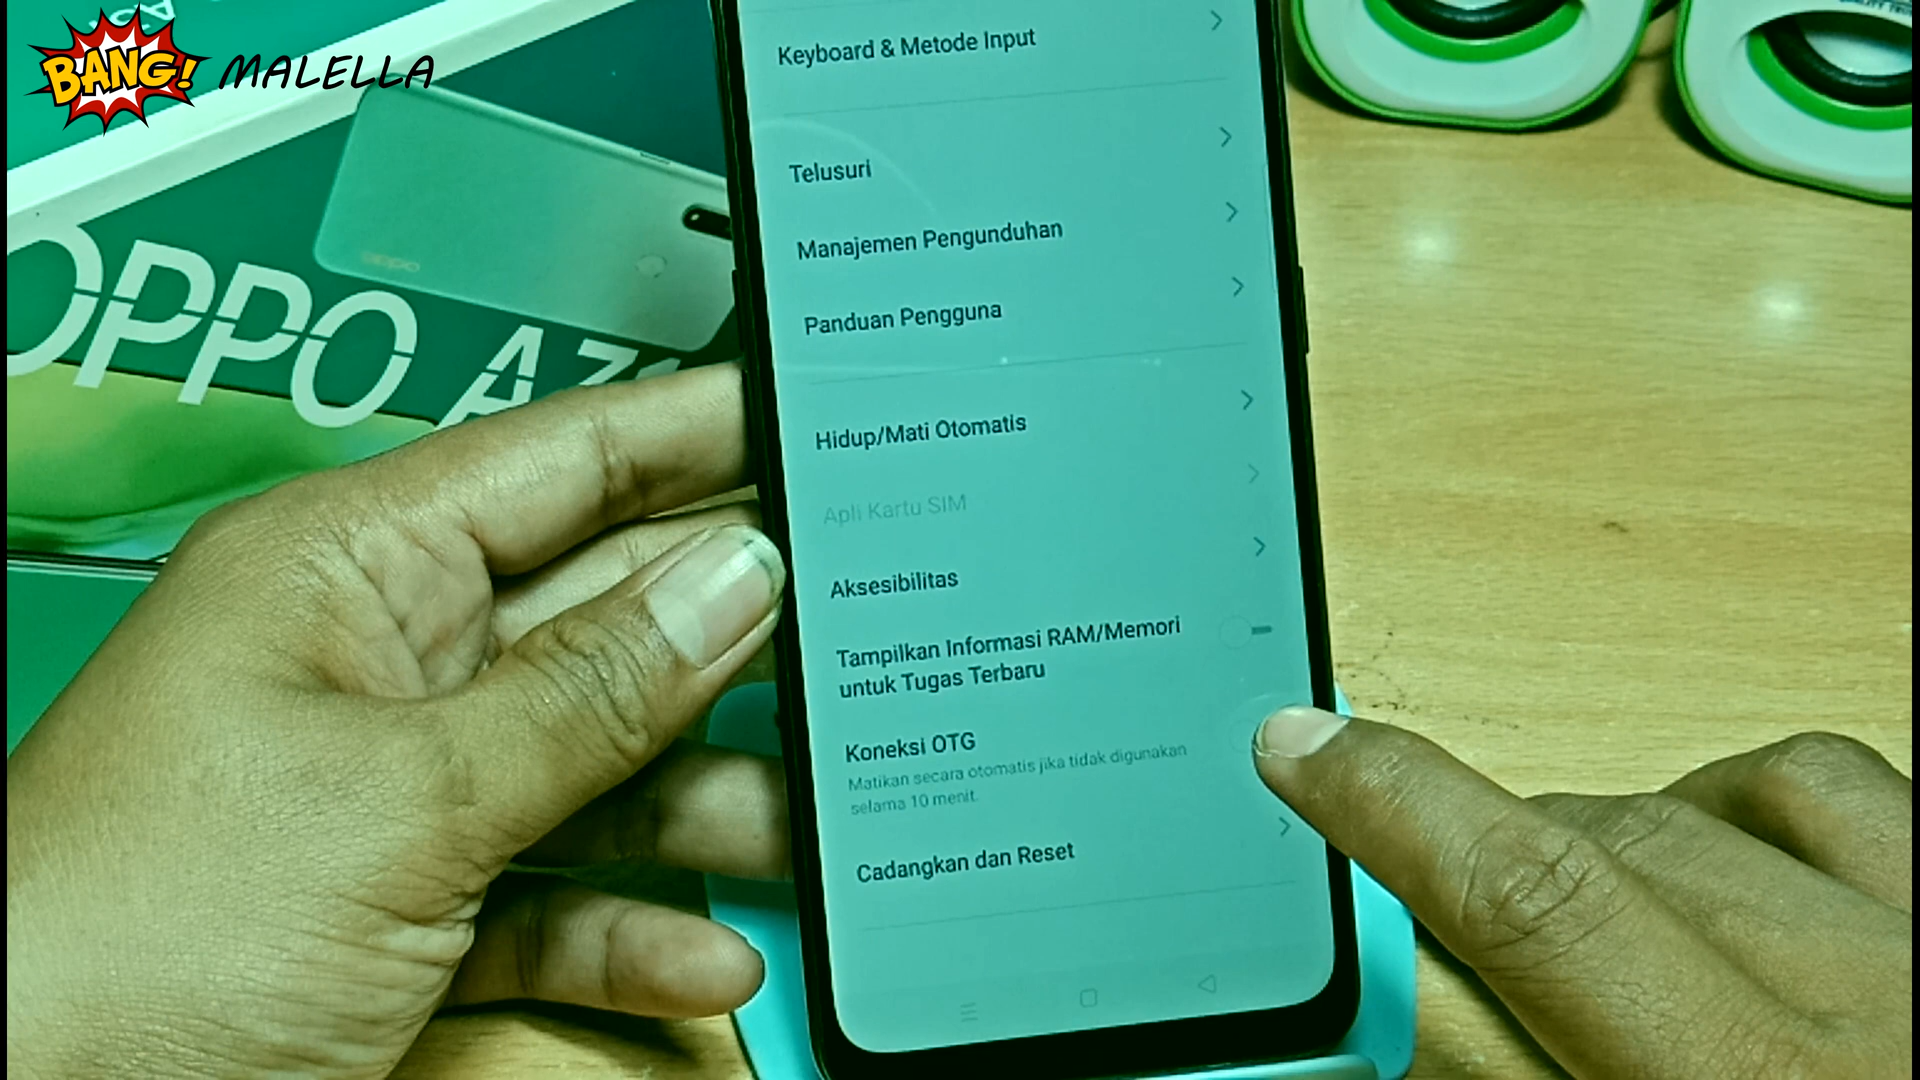 BANG! MALELLA
Keyboard & Metode Input
Telusuri
Manajemen Pengunduhan
Panduan Pengguna
oppo
OPPO
Hidup/Mati Otomatis
Apli Kartu SIM
Aksesibilitas
Tampilkan Informasi RAM/Memori
untuk Tugas Terbaru
Koneksi OTG
Matikan secara otomatis jika tidak digunakan
selama 10 menit.
Cadangkan dan Reset